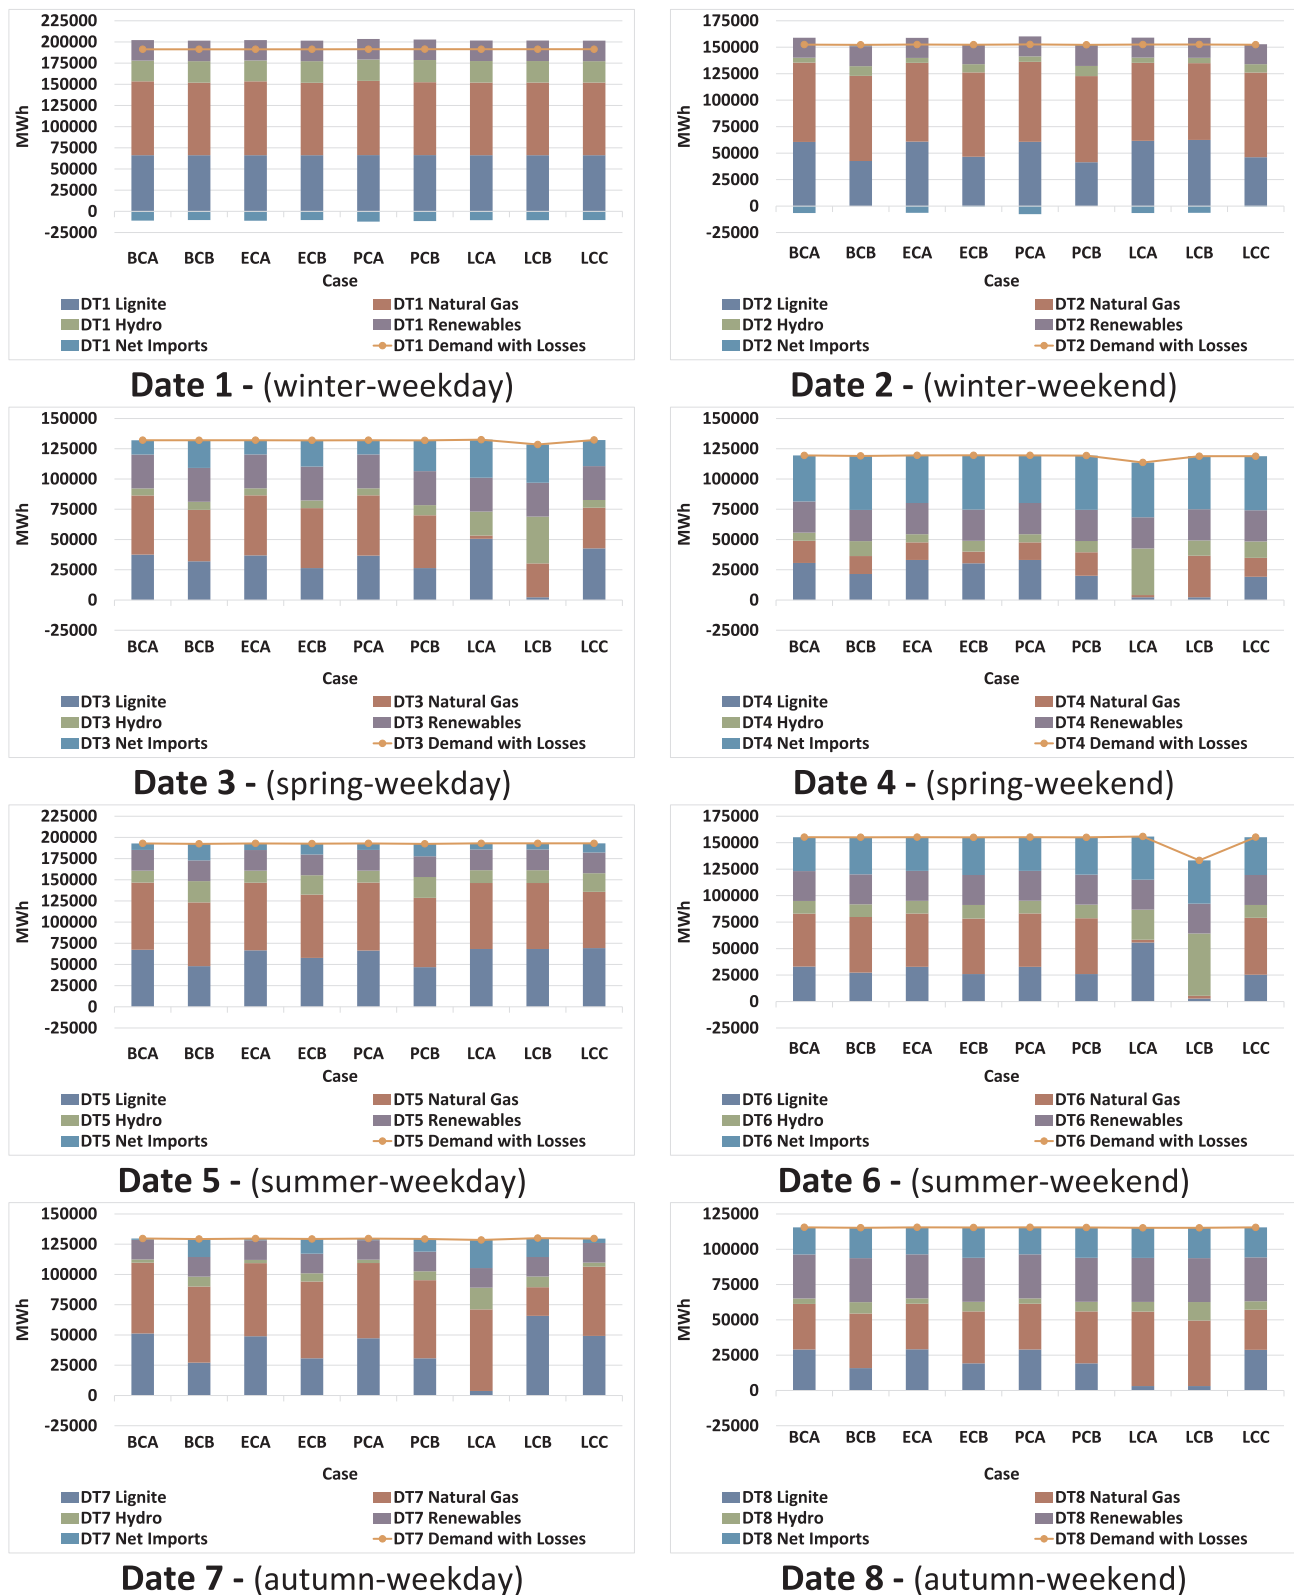 225000
200000
175000
150000
125000
100000
75000
50000
25000
0
-25000
MWh
BCA BCB ECA ECB PCA PCB LCA LCB LCC
Case
DT1 Lignite DT1 Natural Gas
DT1 Hydro DT1 Renewables
DT1 Net Imports DT1 Demand with Losses
Date 1 - (winter-weekday)
175000
150000
125000
100000
75000
50000
25000
0
-25000
MWh
BCA BCB ECA ECB PCA PCB LCA LCB LCC
Case
DT2 Lignite DT2 Natural Gas
DT2 Hydro DT2 Renewables
DT2 Net Imports DT2 Demand with Losses
Date 2 - (winter-weekend)
150000
125000
100000
75000
50000
25000
0
-25000
MWh
BCA BCB ECA ECB PCA PCB LCA LCB LCC
Case
DT3 Lignite DT3 Natural Gas
DT3 Hydro DT3 Renewables
DT3 Net Imports DT3 Demand with Losses
Date 3 - (spring-weekday)
150000
125000
100000
75000
50000
25000
0
-25000
MWh
BCA BCB ECA ECB PCA PCB LCA LCB LCC
Case
DT4 Lignite DT4 Natural Gas
DT4 Hydro DT4 Renewables
DT4 Net Imports DT4 Demand with Losses
Date 4 - (spring-weekend)
225000
200000
175000
150000
125000
100000
75000
50000
25000
0
-25000
MWh
BCA BCB ECA ECB PCA PCB LCA LCB LCC
Case
DT5 Lignite DT5 Natural Gas
DT5 Hydro DT5 Renewables
DT5 Net Imports DT5 Demand with Losses
Date 5 - (summer-weekday)
175000
150000
125000
100000
75000
50000
25000
0
-25000
MWh
BCA BCB ECA ECB PCA PCB LCA LCB LCC
Case
DT6 Lignite DT6 Natural Gas
DT6 Hydro DT6 Renewables
DT6 Net Imports DT6 Demand with Losses
Date 6 - (summer-weekend)
150000
125000
100000
75000
50000
25000
0
-25000
MWh
BCA BCB ECA ECB PCA PCB LCA LCB LCC
Case
DT7 Lignite DT7 Natural Gas
DT7 Hydro DT7 Renewables
DT7 Net Imports DT7 Demand with Losses
Date 7 - (autumn-weekday)
125000
100000
75000
50000
25000
0
-25000
MWh
BCA BCB ECA ECB PCA PCB LCA LCB LCC
Case
DT8 Lignite DT8 Natural Gas
DT8 Hydro DT8 Renewables
DT8 Net Imports DT8 Demand with Losses
Date 8 - (autumn-weekend)